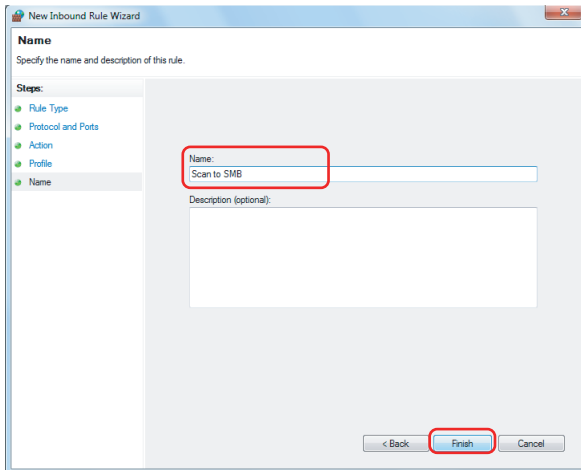 New Inbound Rule Wizard
Name
Specify the name and description of this rule.
Steps:
Rule Type
Protocol and Ports
Action
Profile
Name
Name:
Scan to SMB
Description (optional):
< Back
Finish
Cancel